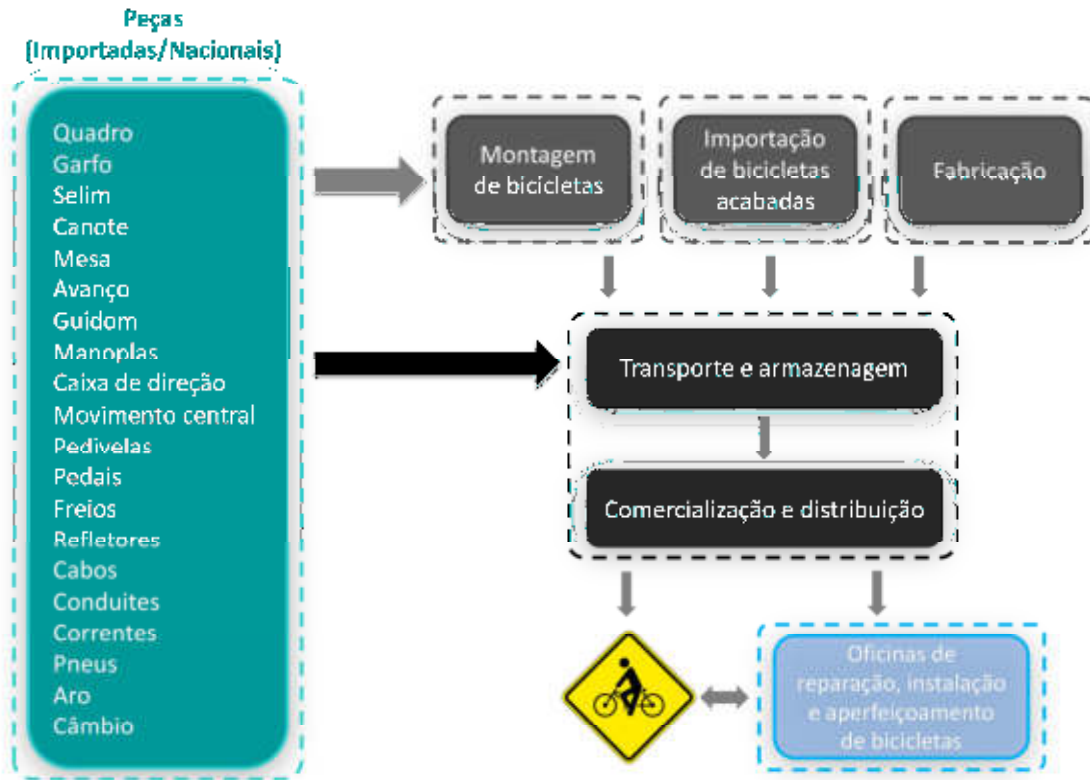 Peças
(Importadas/Nacionais)
Quadro
Garfo
Selim
Canote
Mesa
Avanço
Guidom
Manoplas
Caixa de direção
Movimento central
Pedivelas
Pedais
Freios
Refletores
Cabos
Conduites
Correntes
Pneus
Aro
Câmbio
Montagem
de bicicletas
Importação
de bicicletas
acabadas
Fabricação
Transporte e armazenagem
Comercialização e distribuição
Oficinas de
reparação, instalação
e aperfeiçoamento
de bicicletas